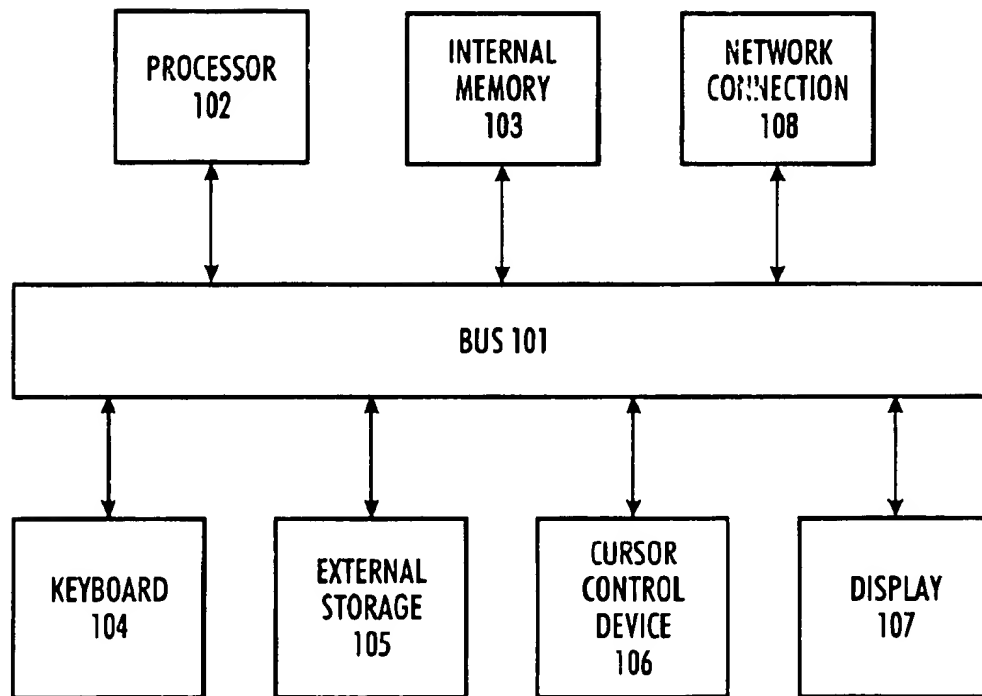 PROCESSOR
102
INTERNAL
MEMORY
103
NETWORK
CONNECTION
108
BUS 101
KEYBOARD
104
EXTERNAL
STORAGE
105
CURSOR
CONTROL
DEVICE
106
DISPLAY
107